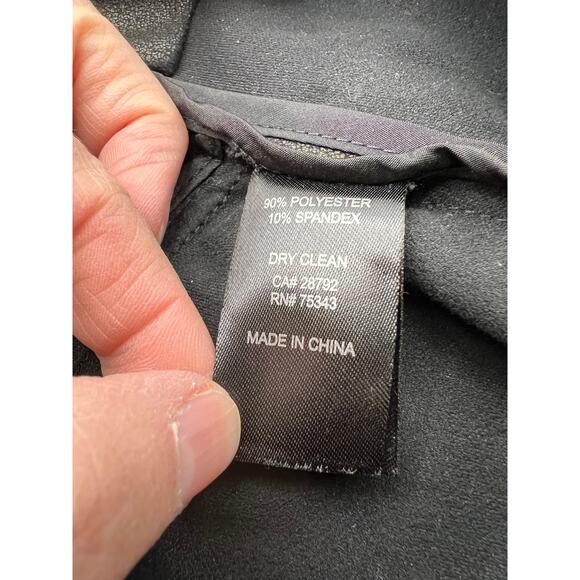 90% POLYESTER
10% SPANDEX
DRY CLEAN
CA# 28792
RN# 75343
MADE IN CHINA